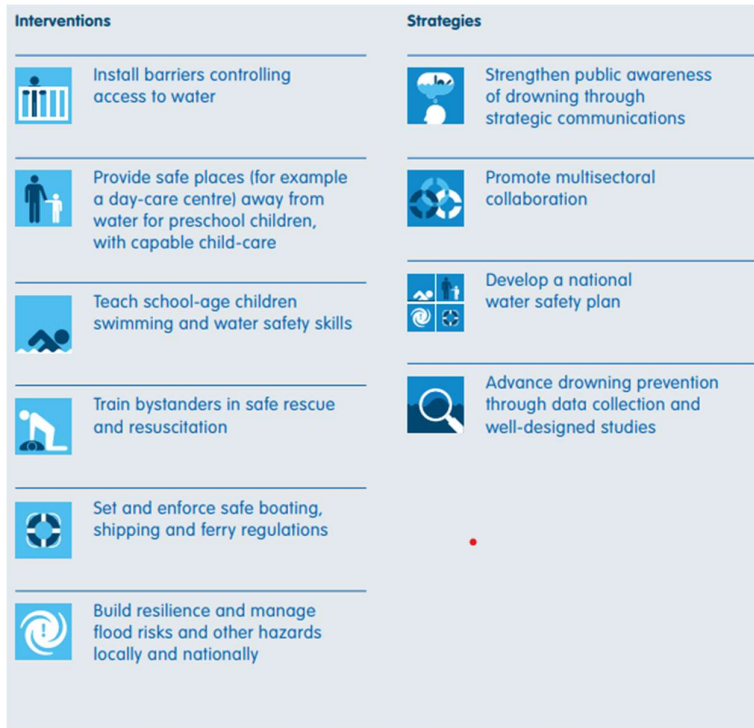 Interventions
Install barriers controlling
access to water
Provide safe places (for example
a day-care centre) away from
water for preschool children,
with capable child-care
Teach school-age children
swimming and water safety skills
Train bystanders in safe rescue
and resuscitation
Set and enforce safe boating,
shipping and ferry regulations
Build resilience and manage
flood risks and other hazards
locally and nationally
Strategies
Strengthen public awareness
of drowning through
strategic communications
Promote multisectoral
collaboration
Develop a national
water safety plan
Advance drowning prevention
through data collection and
well-designed studies